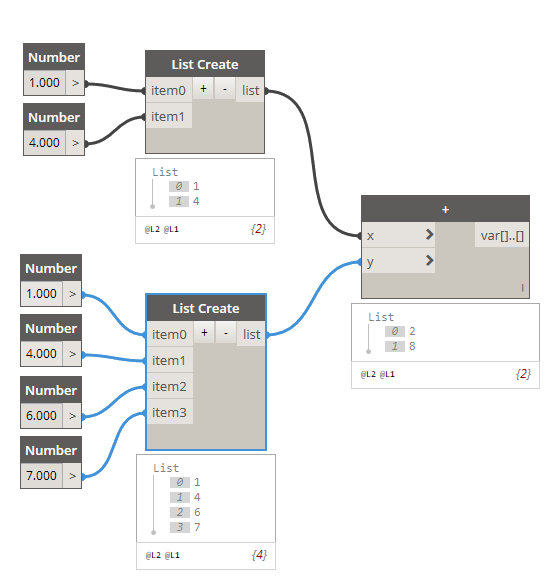 Number
1.000 >
Number
4.000 >
List Create
item0 + - list
item1
List
0 1
1 4
@L2 @L1 {2}
+
x > var[]..[]
y >
l
List
0 2
1 8
@L2 @L1 {2}
Number
1.000 >
Number
4.000 >
Number
6.000 >
Number
7.000 >
List Create
item0 + - list
item1
item2
item3
List
0 1
1 4
2 6
3 7
@L2 @L1 {4}